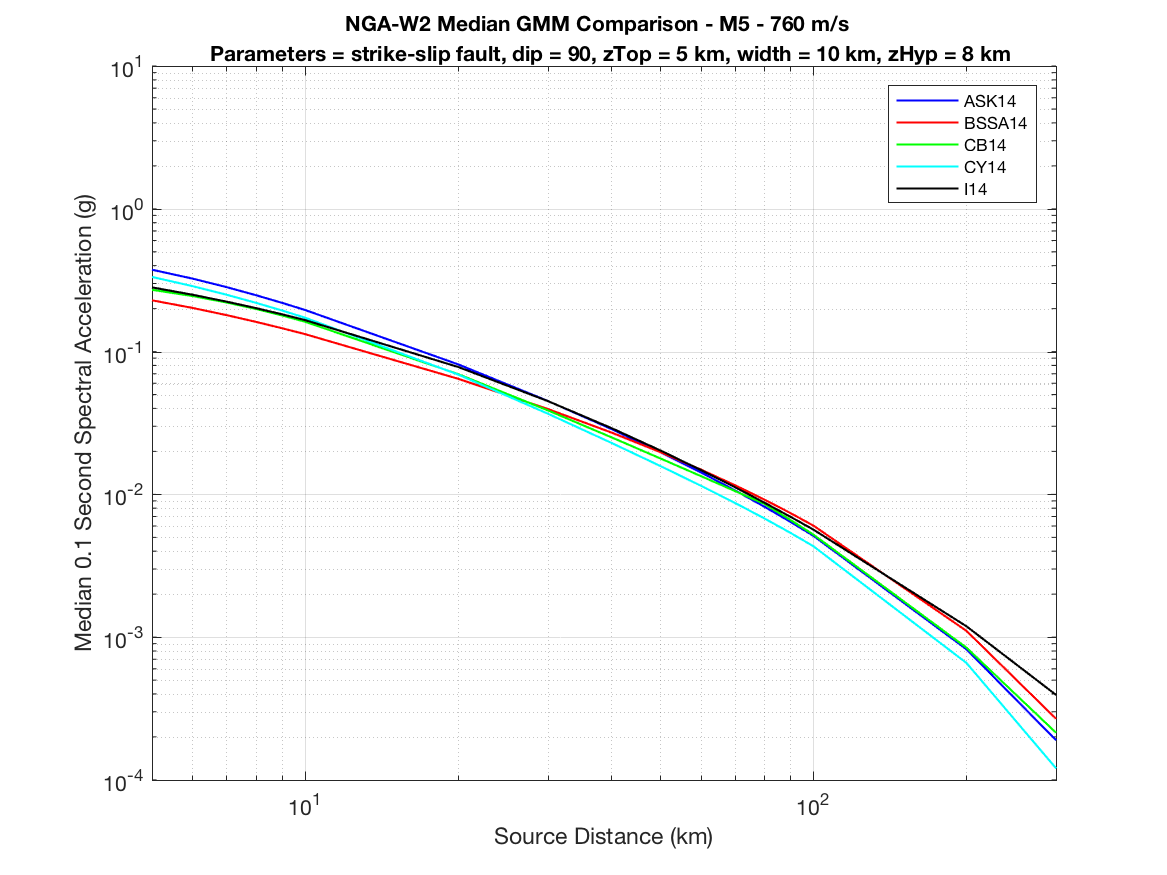 NGA-W2 Median GMM Comparison - M5 - 760 m/s
Parameters = strike-slip fault, dip = 90, zTop = 5 km, width = 10 km, zHyp = 8 km
10^1
10^0
10^-1
10^-2
10^-3
10^-4
Median 0.1 Second Spectral Acceleration (g)
ASK14
BSSA14
CB14
CY14
I14
10^1
10^2
Source Distance (km)